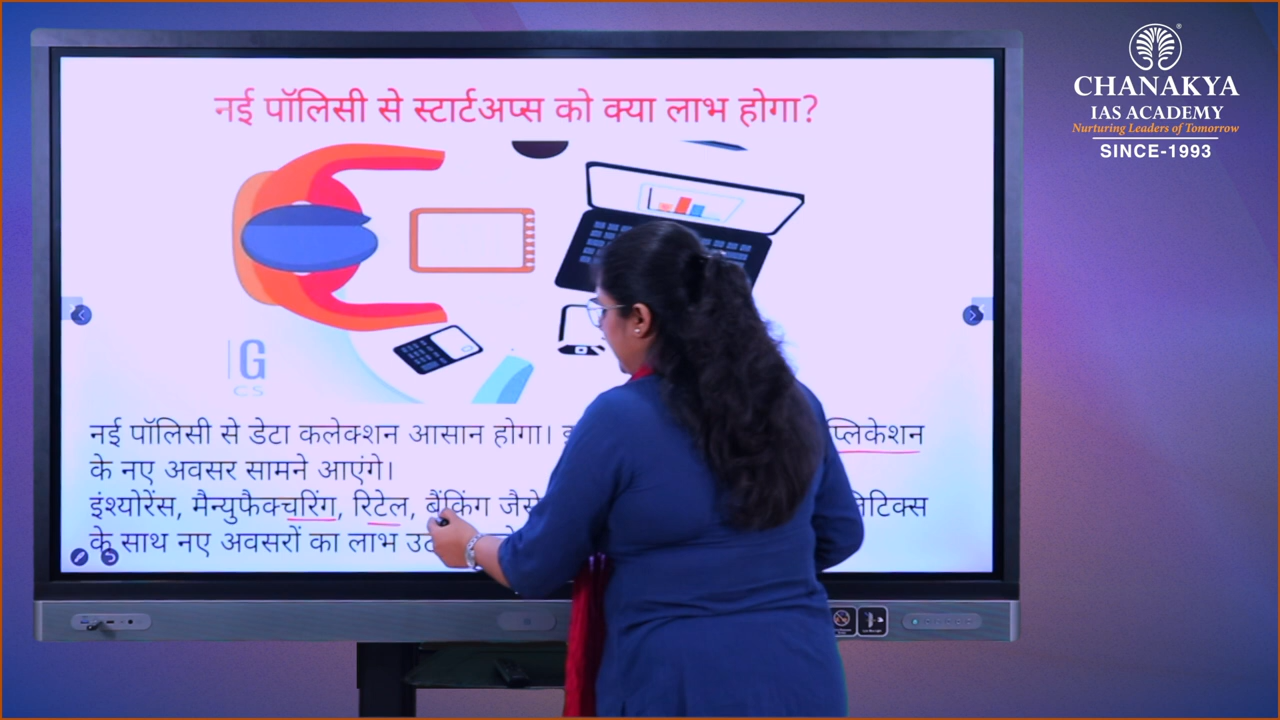 नई पॉलिसी से स्टार्टअप्स को क्या लाभ होगा?
CHANAKYA
IAS ACADEMY
Nurturing Leaders of Tomorrow
SINCE-1993
G
CS
नई पॉलिसी से डेटा कलेक्शन आसान होगा। प्लिकेशन
के नए अवसर सामने आएंगे।
इंश्योरेंस, मैन्युफैक्चरिंग, रिटेल, बैंकिंग जैसे लिटिक्स
के साथ नए अवसरों का लाभ